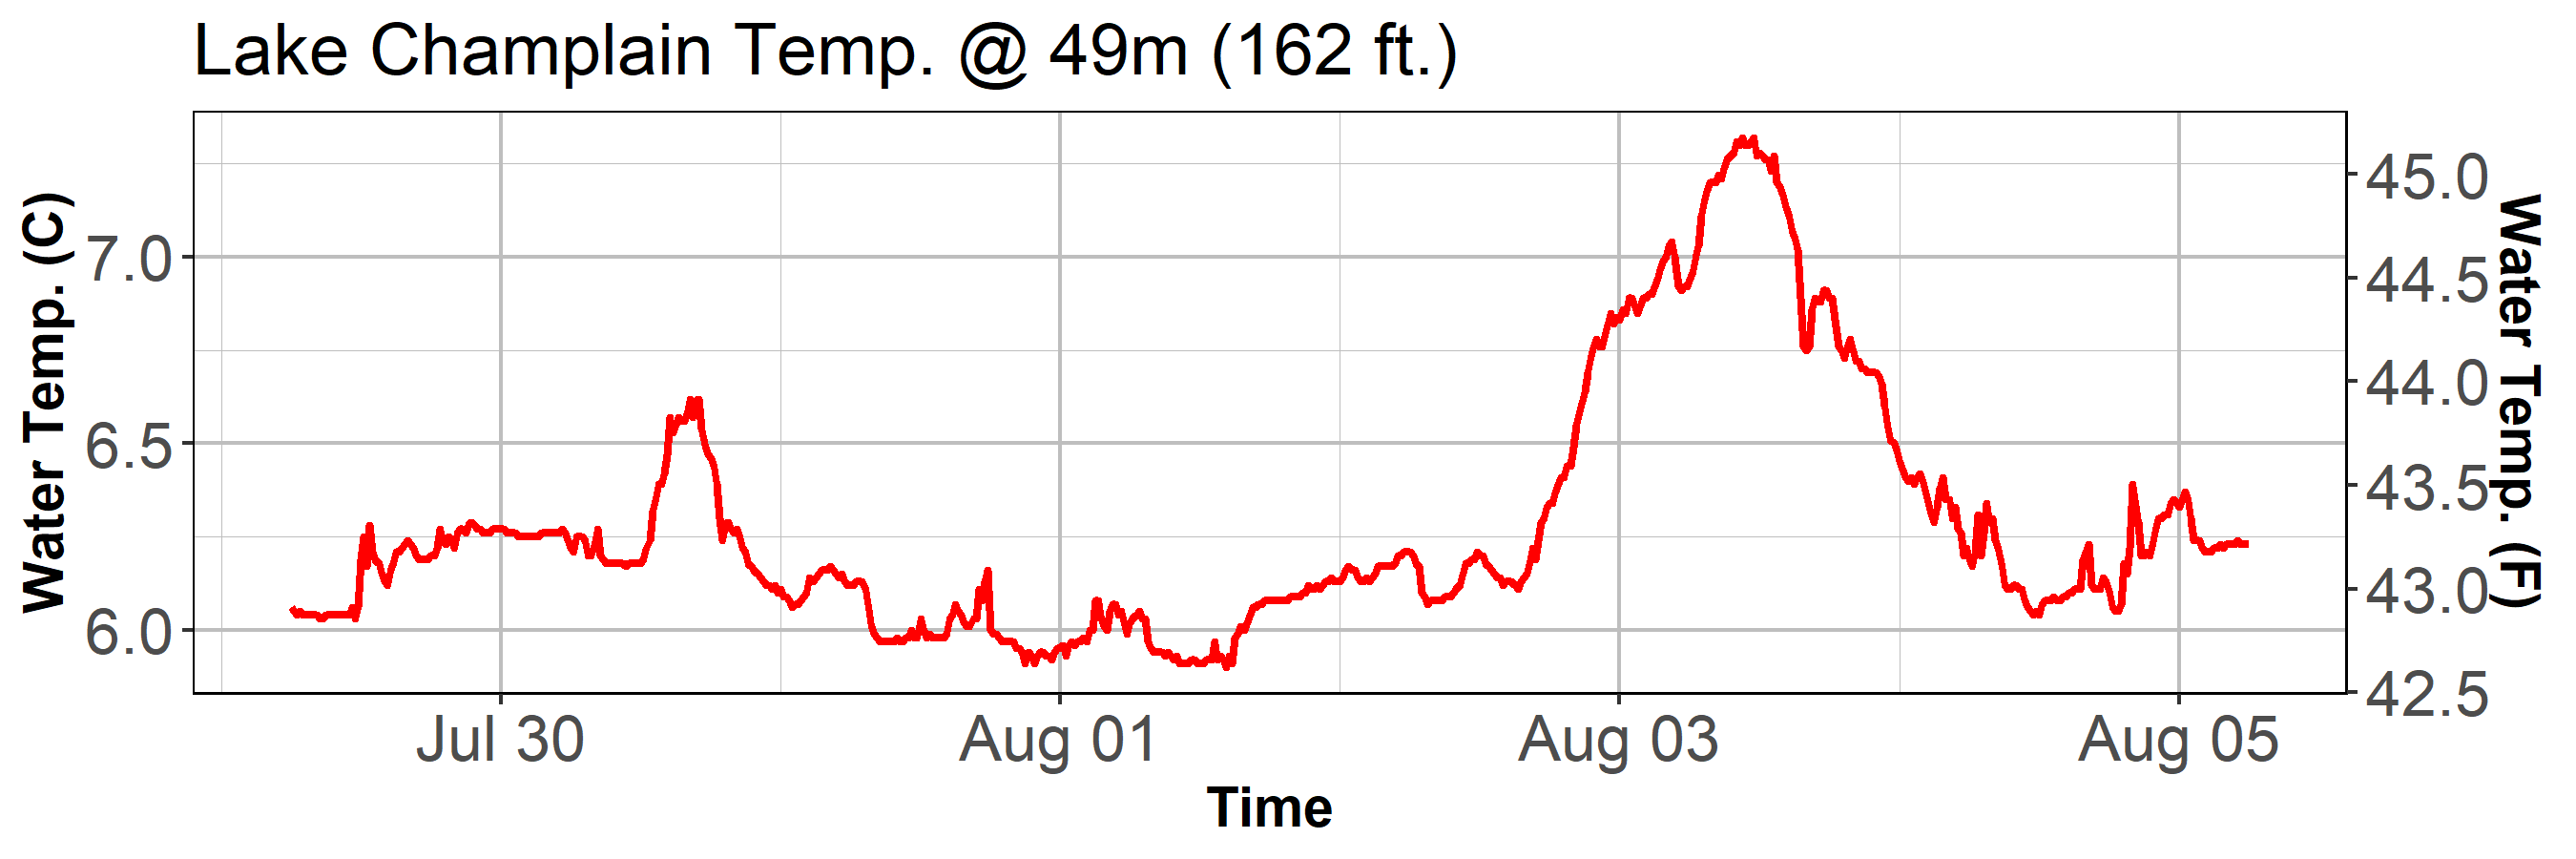 Lake Champlain Temp. @ 49m (162 ft.)
Water Temp. (C)
7.0
6.5
6.0
45.0
44.5
44.0
43.5
43.0
42.5
Water Temp. (F)
Jul 30
Aug 01
Aug 03
Aug 05
Time